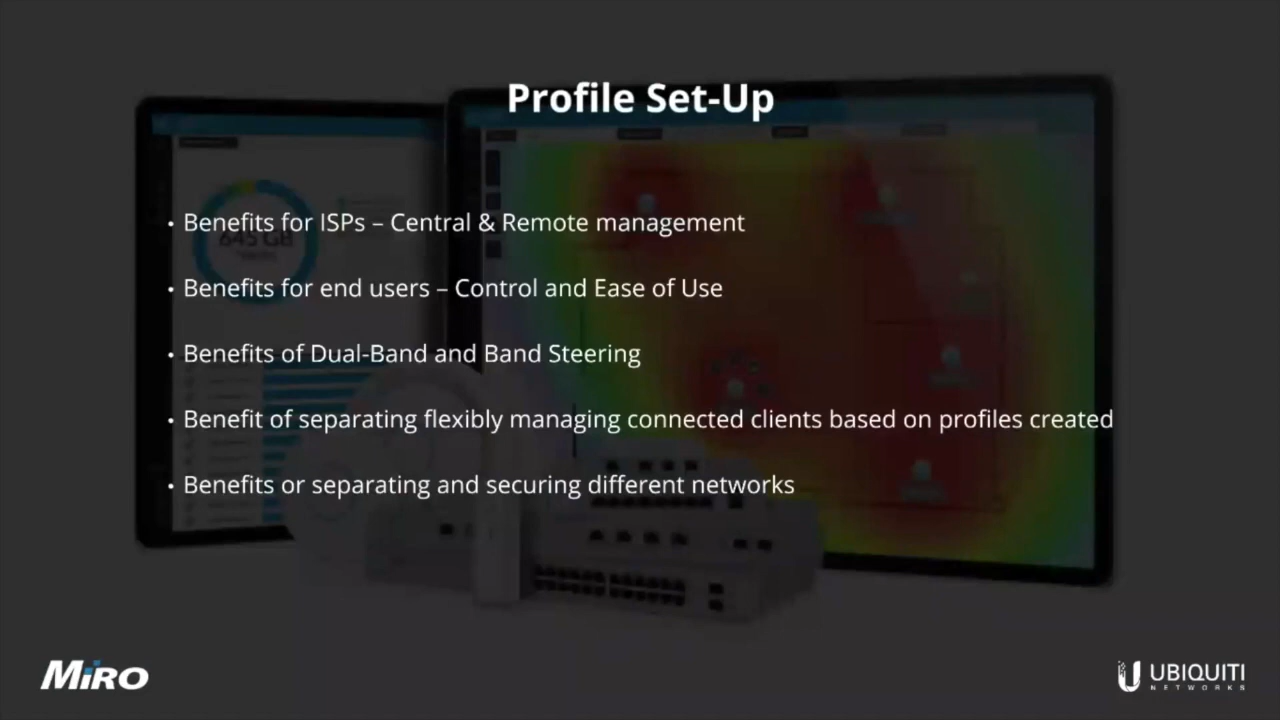 Profile Set-Up
• Benefits for ISPs – Central & Remote management
645 GB
• Benefits for end users – Control and Ease of Use
• Benefits of Dual-Band and Band Steering
• Benefit of separating flexibly managing connected clients based on profiles created
• Benefits or separating and securing different networks
MiRO
UBIQUITI
NETWORKS